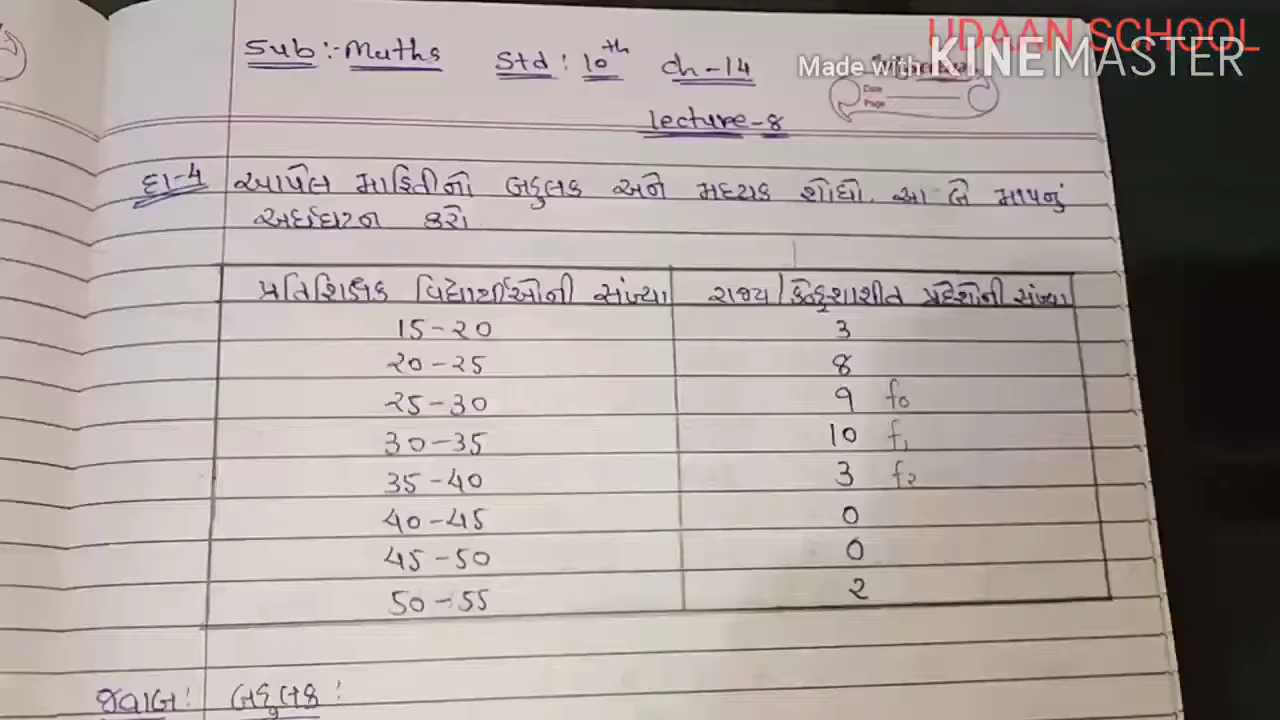 UDAAN SCHOOL
Made with KINEMASTER
Sub :- Maths Std : 10th ch-14
Date
Page
lecture-8
દા-4 આપેલ માહિતીનો બહુલક અને મધ્યક શોધો. આ બે માપનું
અર્થઘટન કરો.
પ્રતિશિક્ષક વિદ્યાર્થીઓની સંખ્યા રાજ્ય/કેન્દ્રશાશીત પ્રદેશોની સંખ્યા
15-20 3
20-25 8
25-30 9 f0
30-35 10 f1
35-40 3 f2
40-45 0
45-50 0
50-55 2
જવાબ: બહુલક :